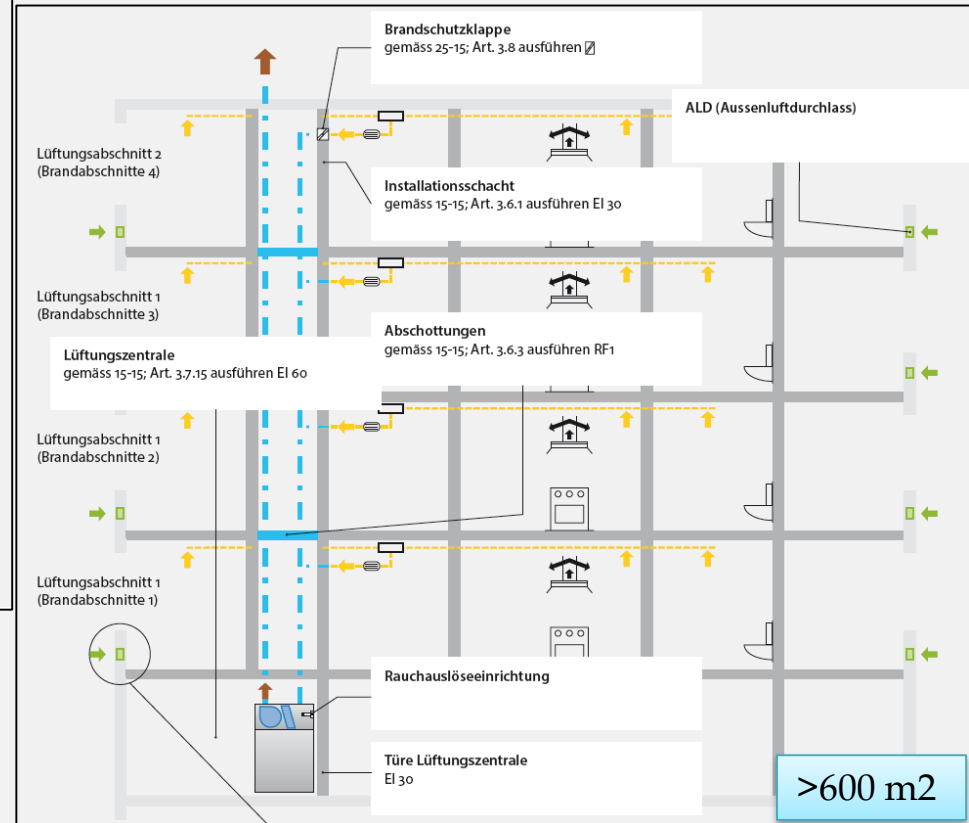 Brandschutzklappe
gemäss 25-15; Art. 3.8 ausführen
ALD (Aussenluftdurchlass)
Lüftungsabschnitt 2
(Brandabschnitte 4)
Installationsschacht
gemäss 15-15; Art. 3.6.1 ausführen EI 30
Lüftungsabschnitt 1
(Brandabschnitte 3)
Abschottungen
gemäss 15-15; Art. 3.6.3 ausführen RF1
Lüftungszentrale
gemäss 15-15; Art. 3.7.15 ausführen EI 60
Lüftungsabschnitt 1
(Brandabschnitte 2)
Lüftungsabschnitt 1
(Brandabschnitte 1)
Rauchauslöseeinrichtung
Türe Lüftungszentrale
EI 30
>600 m2